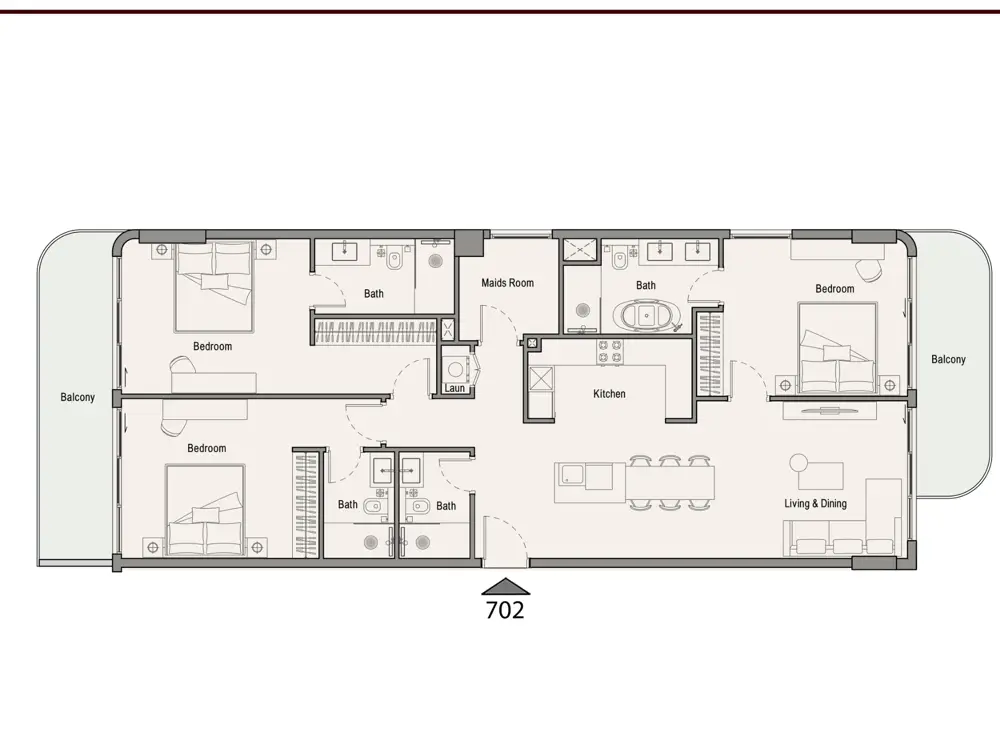 Maids Room
Bath
Bath
Bedroom
Bedroom
Balcony
Laun
Kitchen
Balcony
Bedroom
Bath
Bath
Living & Dining
702